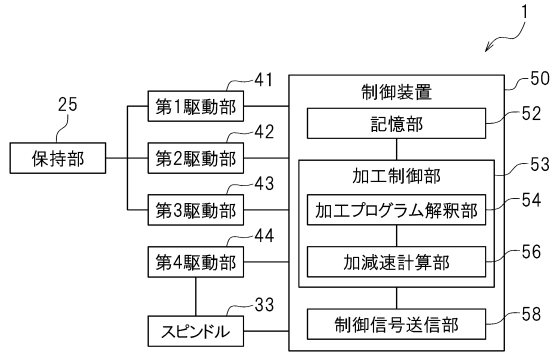 1
41
第1駆動部
50
制御装置
25
保持部
42
第2駆動部
52
記憶部
43
第3駆動部
53
加工制御部
54
加工プログラム解釈部
44
第4駆動部
56
加減速計算部
33
スピンドル
58
制御信号送信部